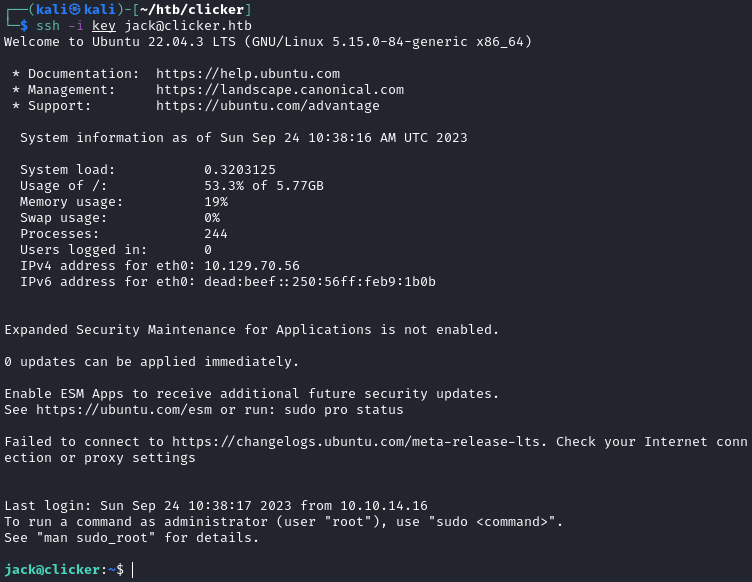 ┌──(kali㉿kali)-[~/htb/clicker]
└─$ ssh -i key jack@clicker.htb
Welcome to Ubuntu 22.04.3 LTS (GNU/Linux 5.15.0-84-generic x86_64)
* Documentation:  https://help.ubuntu.com
* Management:     https://landscape.canonical.com
* Support:        https://ubuntu.com/advantage
System information as of Sun Sep 24 10:38:16 AM UTC 2023
System load:           0.3203125
Usage of /:            53.3% of 5.77GB
Memory usage:          19%
Swap usage:            0%
Processes:             244
Users logged in:       0
IPv4 address for eth0: 10.129.70.56
IPv6 address for eth0: dead:beef::250:56ff:feb9:1b0b
Expanded Security Maintenance for Applications is not enabled.
0 updates can be applied immediately.
Enable ESM Apps to receive additional future security updates.
See https://ubuntu.com/esm or run: sudo pro status
Failed to connect to https://changelogs.ubuntu.com/meta-release-lts. Check your Internet conn
ection or proxy settings
Last login: Sun Sep 24 10:38:17 2023 from 10.10.14.16
To run a command as administrator (user "root"), use "sudo <command>".
See "man sudo_root" for details.
jack@clicker:~$